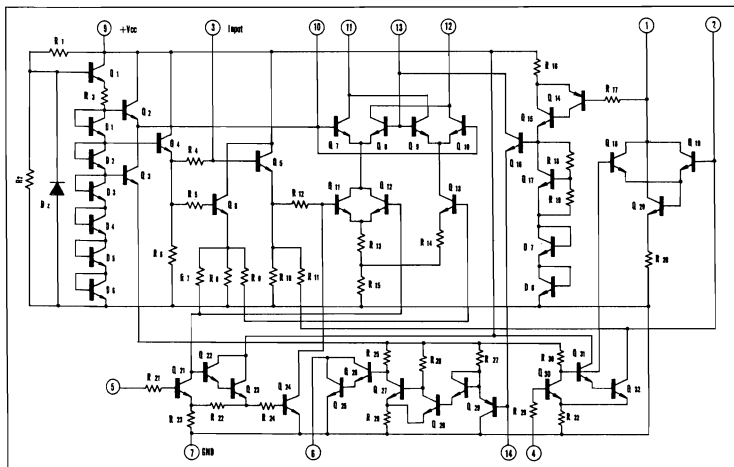 9 +Vcc
3 Input
10
11
13
12
1
2
R 1
Q 1
R 3
Q 2
D 1
D 2
D 3
D 4
D 5
D 6
R2
D z
Q 3
Q 4
R 4
R 5
R 6
Q 5
Q 6
R 7
R 8
R 9
R 10
R 11
R 12
Q 7
Q 8
Q 9
Q 10
Q 11
Q 12
Q 13
R 13
R 14
R 15
R 16
Q 14
R 17
Q 15
Q 16
Q 17
R 18
R 19
D 7
D 8
Q 18
Q 19
Q 20
R 20
5
R 21
Q 21
Q 22
Q 23
R 22
R 23
R 24
Q 24
7 GND
6
Q 25
Q 26
R 25
Q 27
R 26
Q 28
R 28
R 27
Q 29
14
4
R 29
Q 30
R 30
Q 31
Q 32
R 32